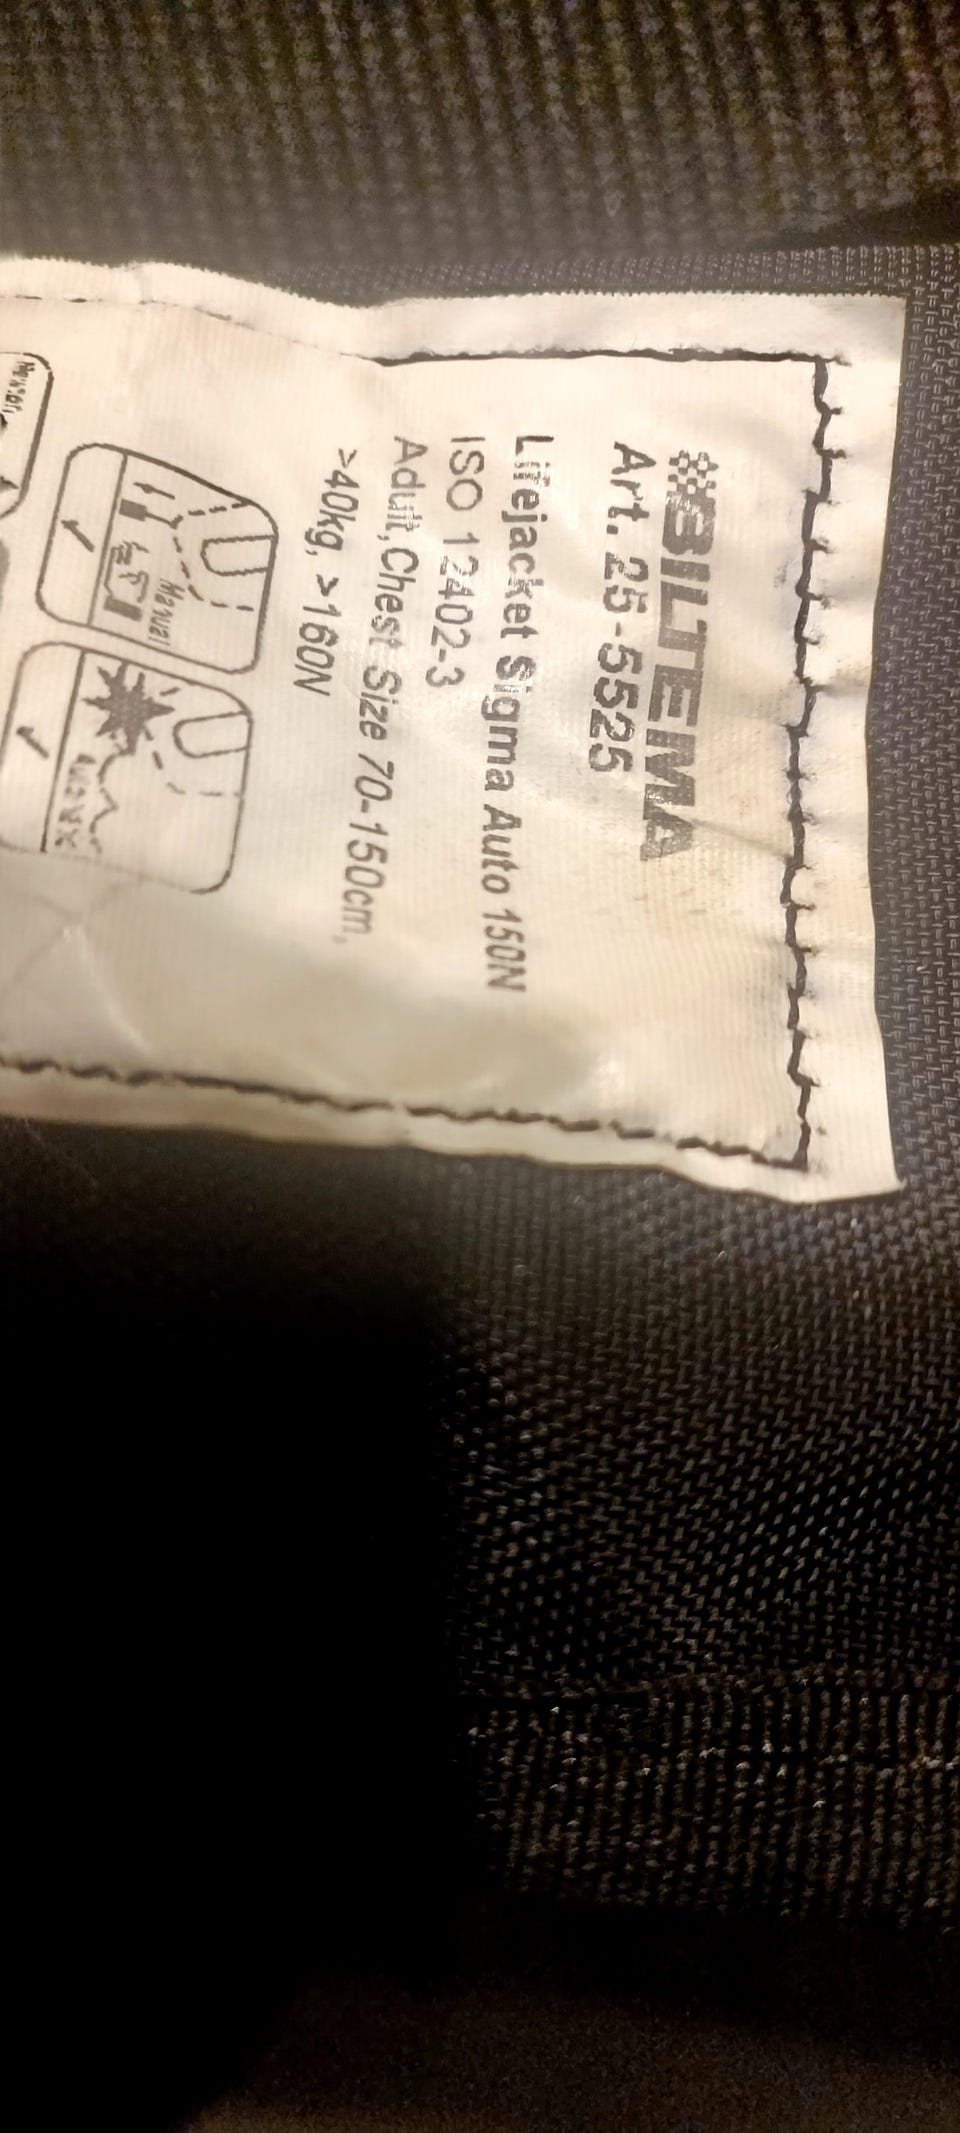 BILTEMA
Art. 25-5525
Lifejacket Sigma Auto 150N
ISO 12402-3
Adult, Chest Size 70-150cm,
>40kg, >160N
Manual